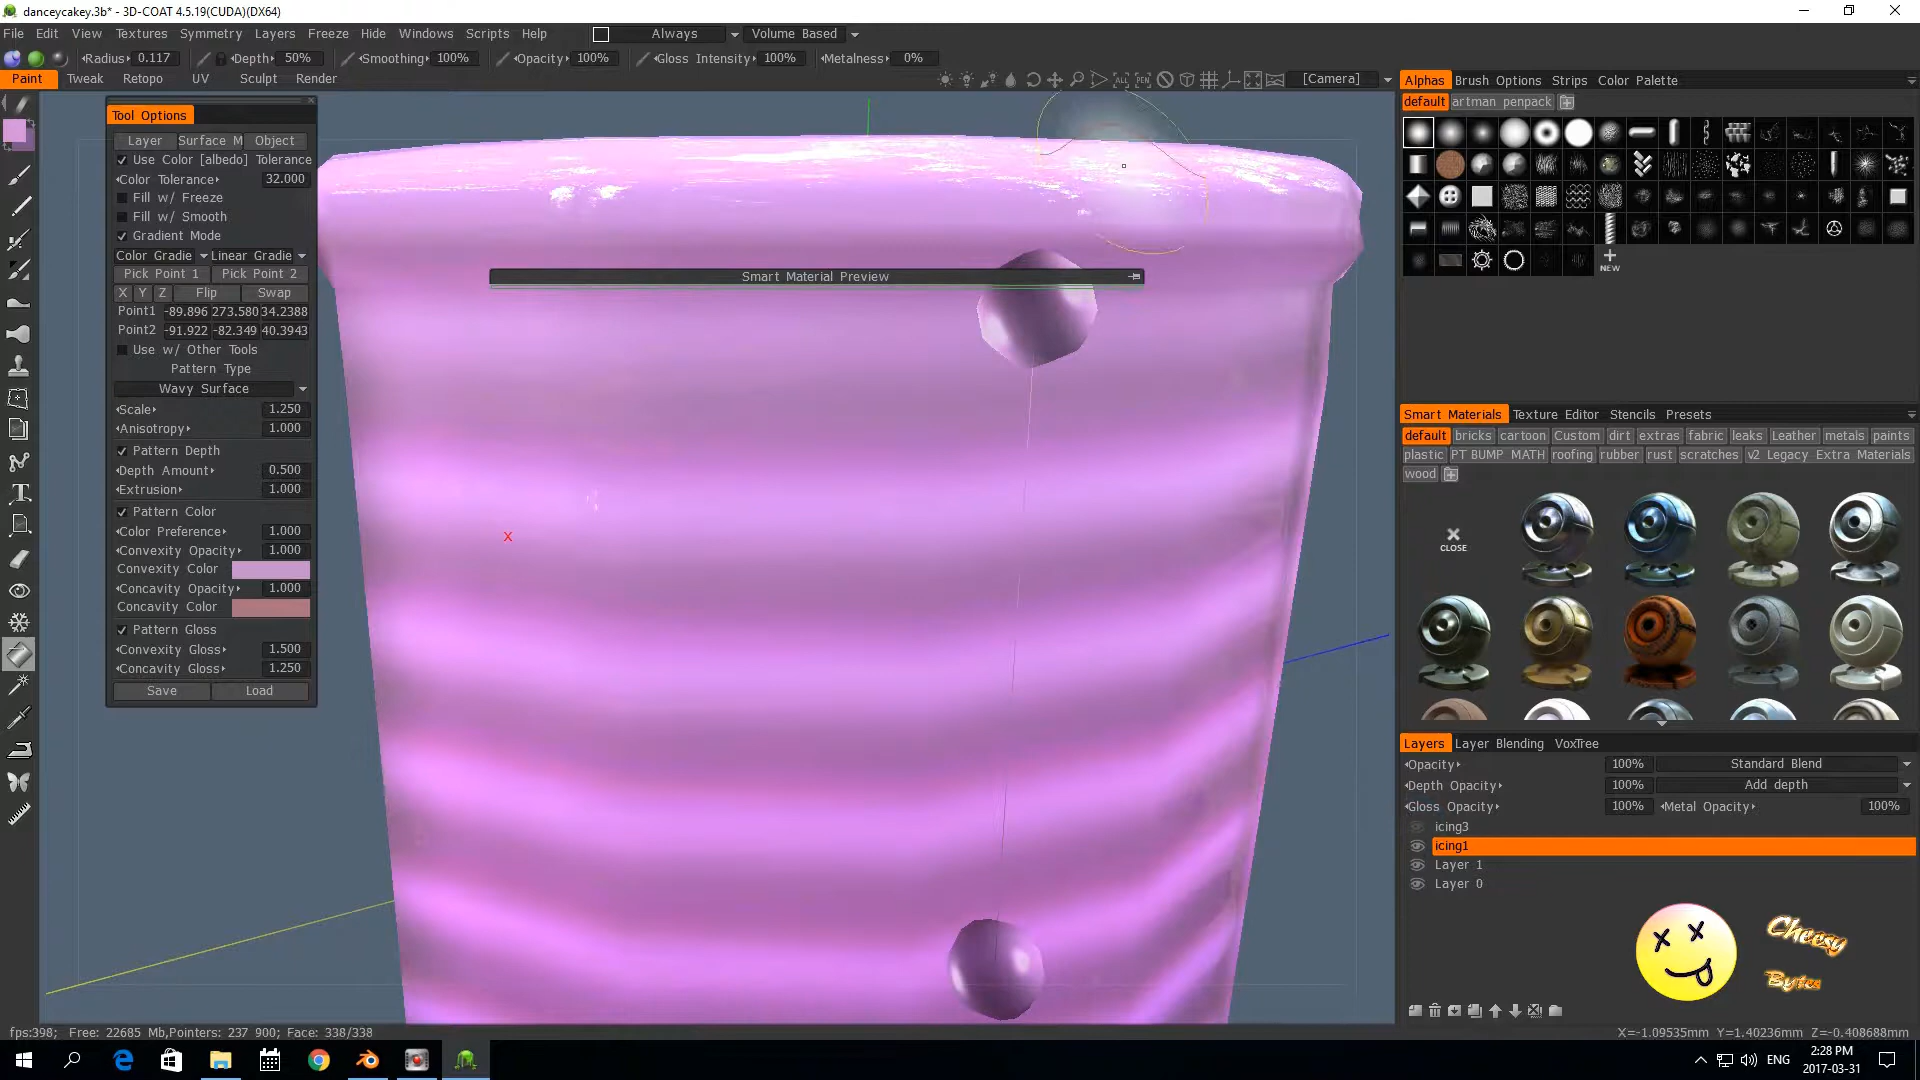 danceycakey.3b* - 3D-COAT 4.5.19(CUDA)(DX64)
File Edit View Textures Symmetry Layers Freeze Hide Windows Scripts Help Always Volume Based
Radius 0.117 Depth 50% Smoothing 100% Opacity 100% Gloss Intensity 100% Metalness 0%
Paint Tweak Retopo UV Sculpt Render [Camera]
Tool Options
Layer Surface M Object
Use Color [albedo] Tolerance
Color Tolerance 32.000
Fill w/ Freeze
Fill w/ Smooth
Gradient Mode
Color Gradie Linear Gradie
Pick Point 1 Pick Point 2
X Y Z Flip Swap
Point1 -89.896 273.580 34.2388
Point2 -91.922 -82.349 40.3943
Use w/ Other Tools
Pattern Type
Wavy Surface
Scale 1.250
Anisotropy 1.000
Pattern Depth
Depth Amount 0.500
Extrusion 1.000
Pattern Color
Color Preference 1.000
Convexity Opacity 1.000
Convexity Color
Concavity Opacity 1.000
Concavity Color
Pattern Gloss
Convexity Gloss 1.500
Concavity Gloss 1.250
Save Load
Smart Material Preview
x
Alphas Brush Options Strips Color Palette
default artman penpack
NEW
Smart Materials Texture Editor Stencils Presets
default bricks cartoon Custom dirt extras fabric leaks Leather metals paints
plastic PT BUMP MATH roofing rubber rust scratches v2 Legacy Extra Materials
wood
CLOSE
Layers Layer Blending VoxTree
Opacity 100% Standard Blend
Depth Opacity 100% Add depth
Gloss Opacity 100% Metal Opacity 100%
icing3
icing1
Layer 1
Layer 0
Cheesy
Bytes
fps:398; Free: 22685 Mb,Pointers: 237 900; Face: 338/338
X=-1.09535mm Y=1.40236mm Z=-0.408688mm
ENG
2:28 PM
2017-03-31